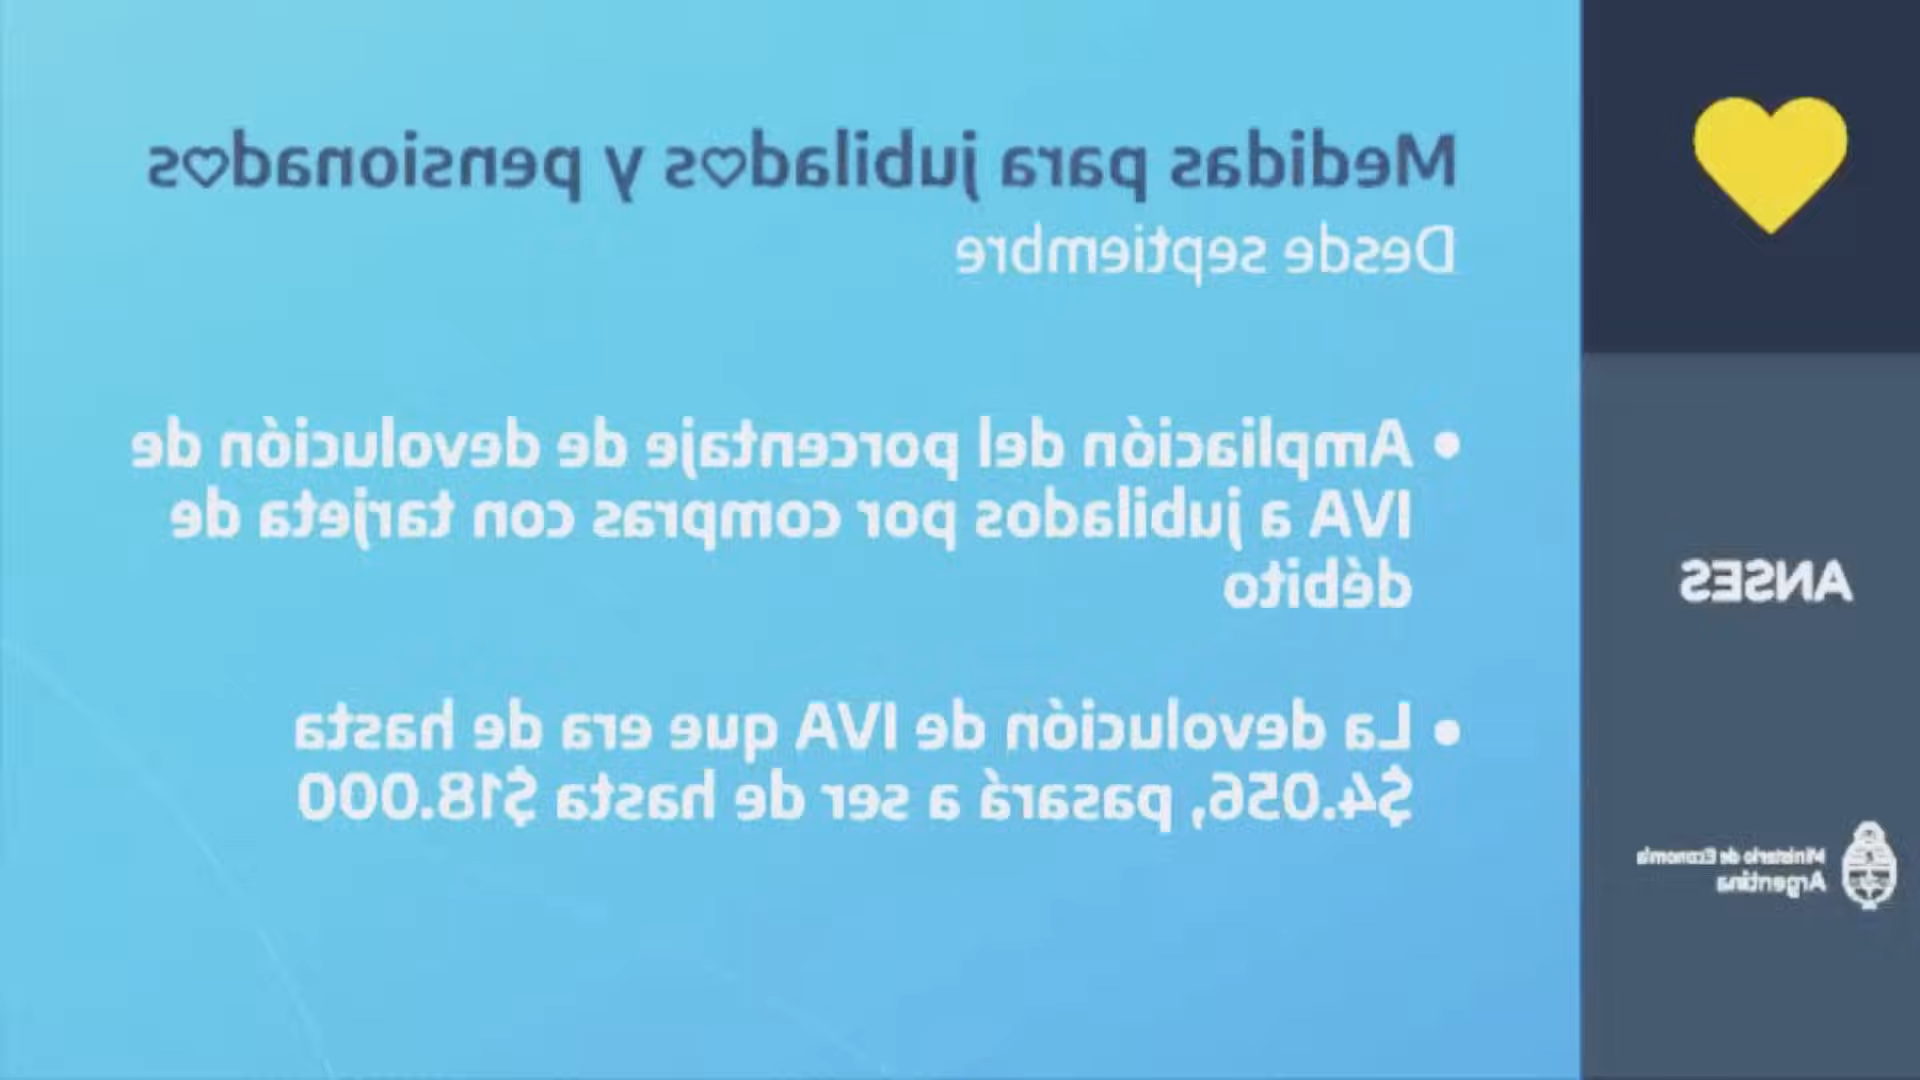 Medidas para jubilados y pensionados
Desde septiembre
• Ampliación del porcentaje de devolución de
IVA a jubilados por compras con tarjeta de
débito
• La devolución de IVA que era de hasta
$4.056, pasará a ser de hasta $18.000
ANSES
Ministerio de Economía
Argentina